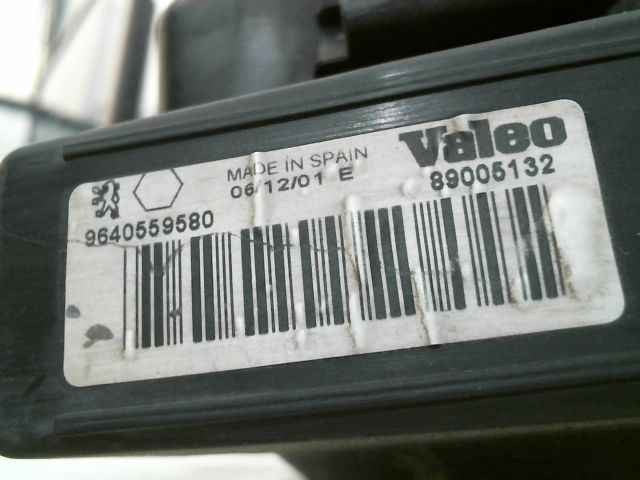 MADE IN SPAIN
Valeo
06/12/01 E
89005132
9640559580